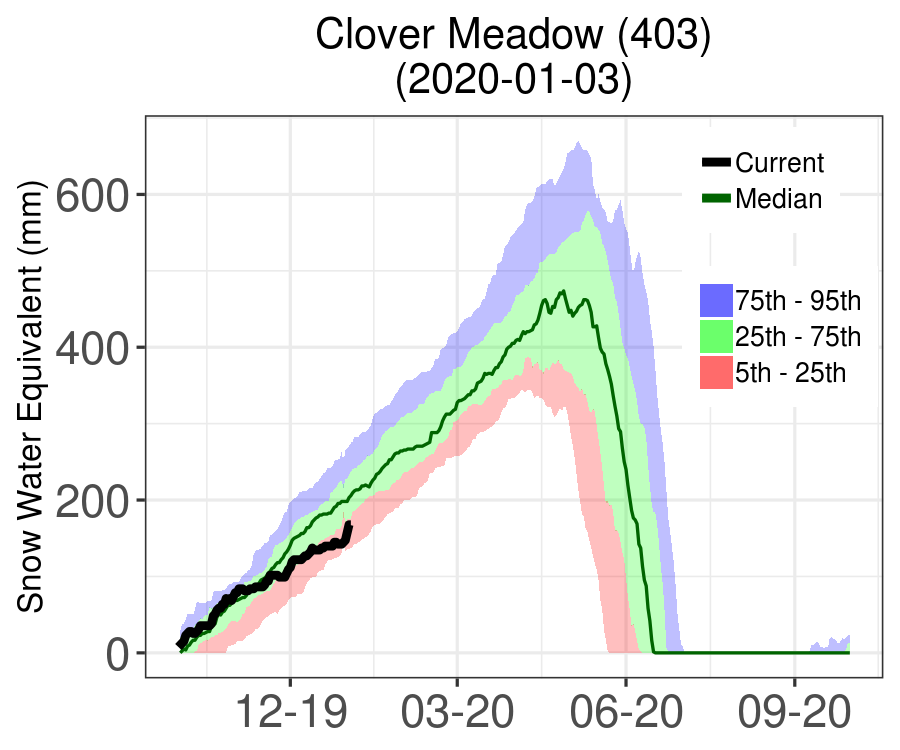 Clover Meadow (403)
(2020-01-03)
Snow Water Equivalent (mm)
600
400
200
0
Current
Median
75th - 95th
25th - 75th
5th - 25th
12-19 03-20 06-20 09-20